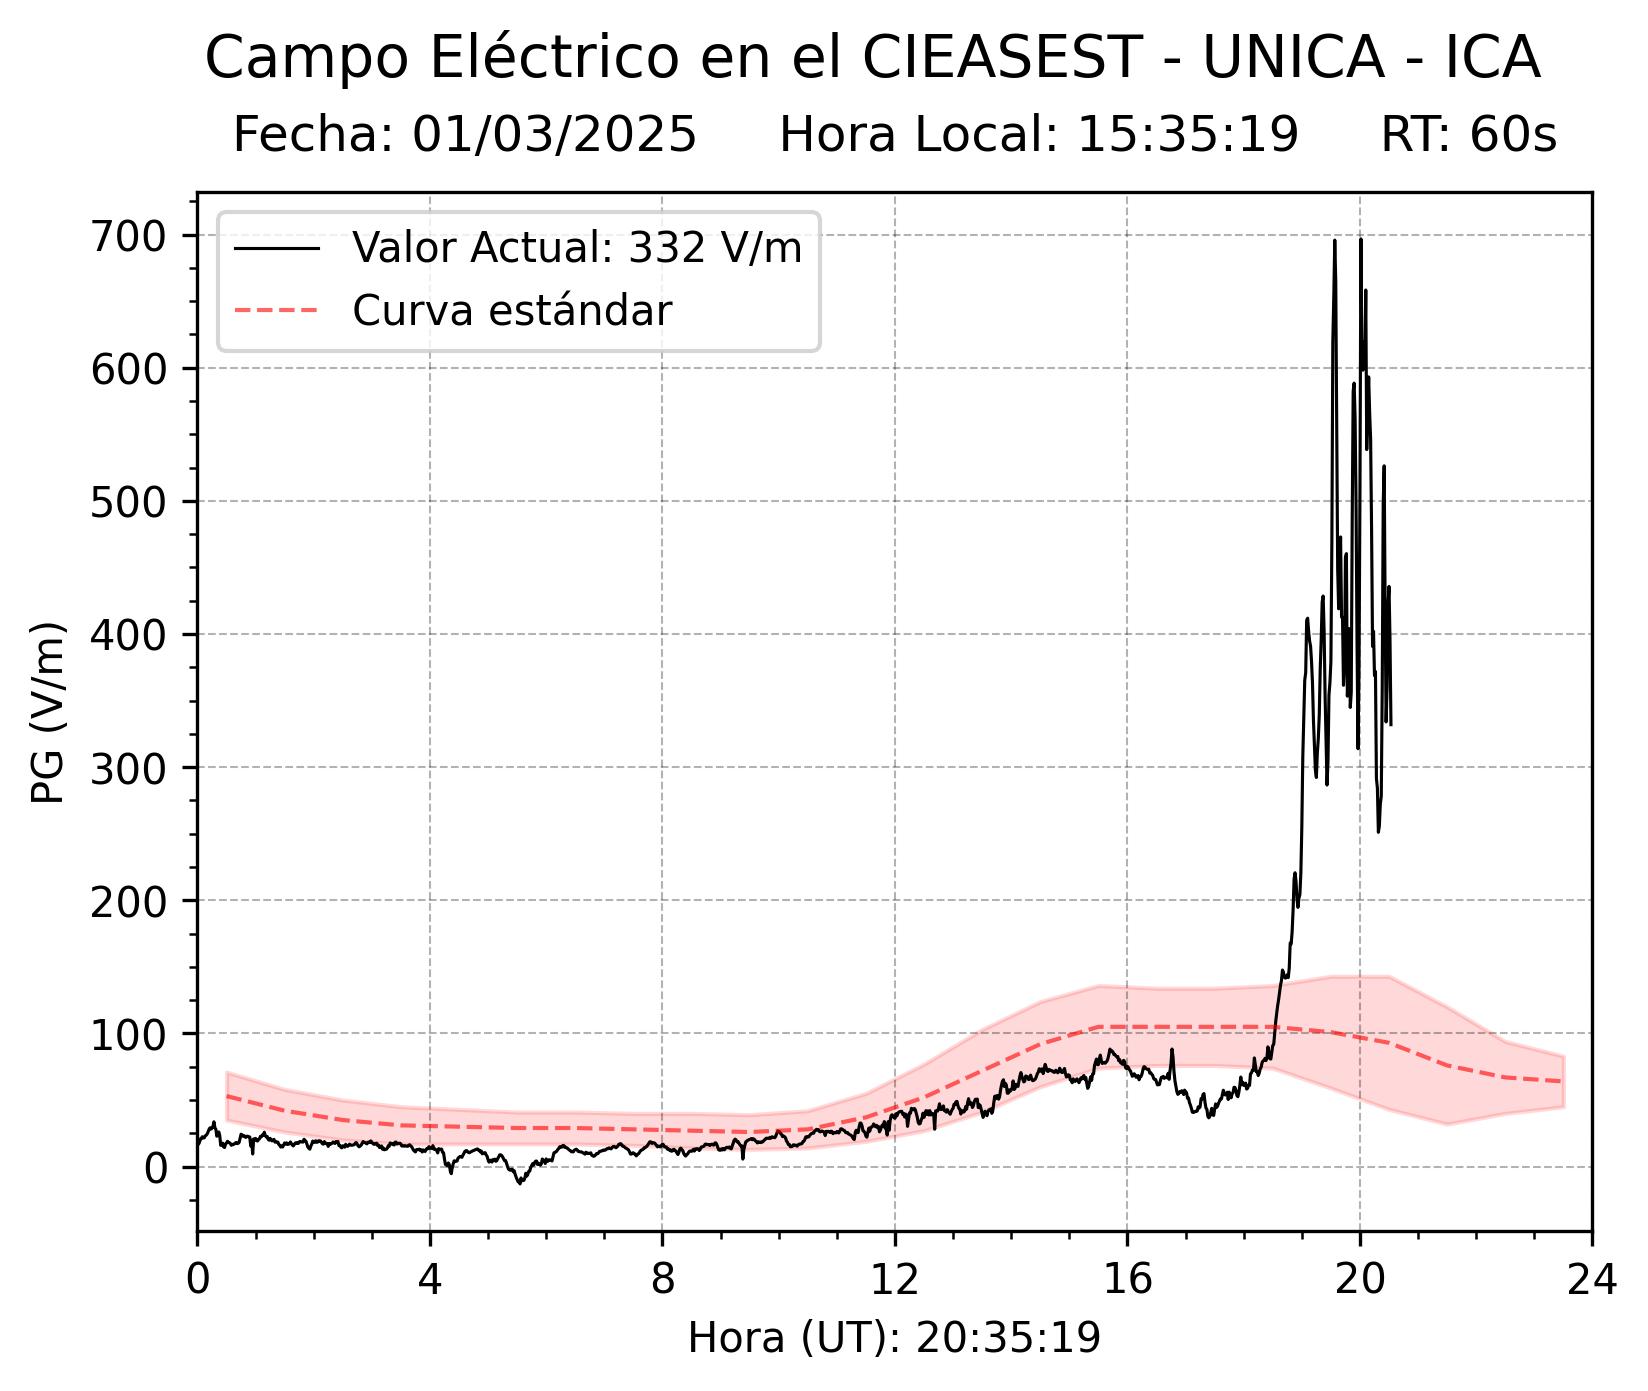 Campo Eléctrico en el CIEASEST - UNICA - ICA
Fecha: 01/03/2025 Hora Local: 15:35:19 RT: 60s
Valor Actual: 332 V/m
Curva estándar
PG (V/m)
700
600
500
400
300
200
100
0
0 4 8 12 16 20 24
Hora (UT): 20:35:19